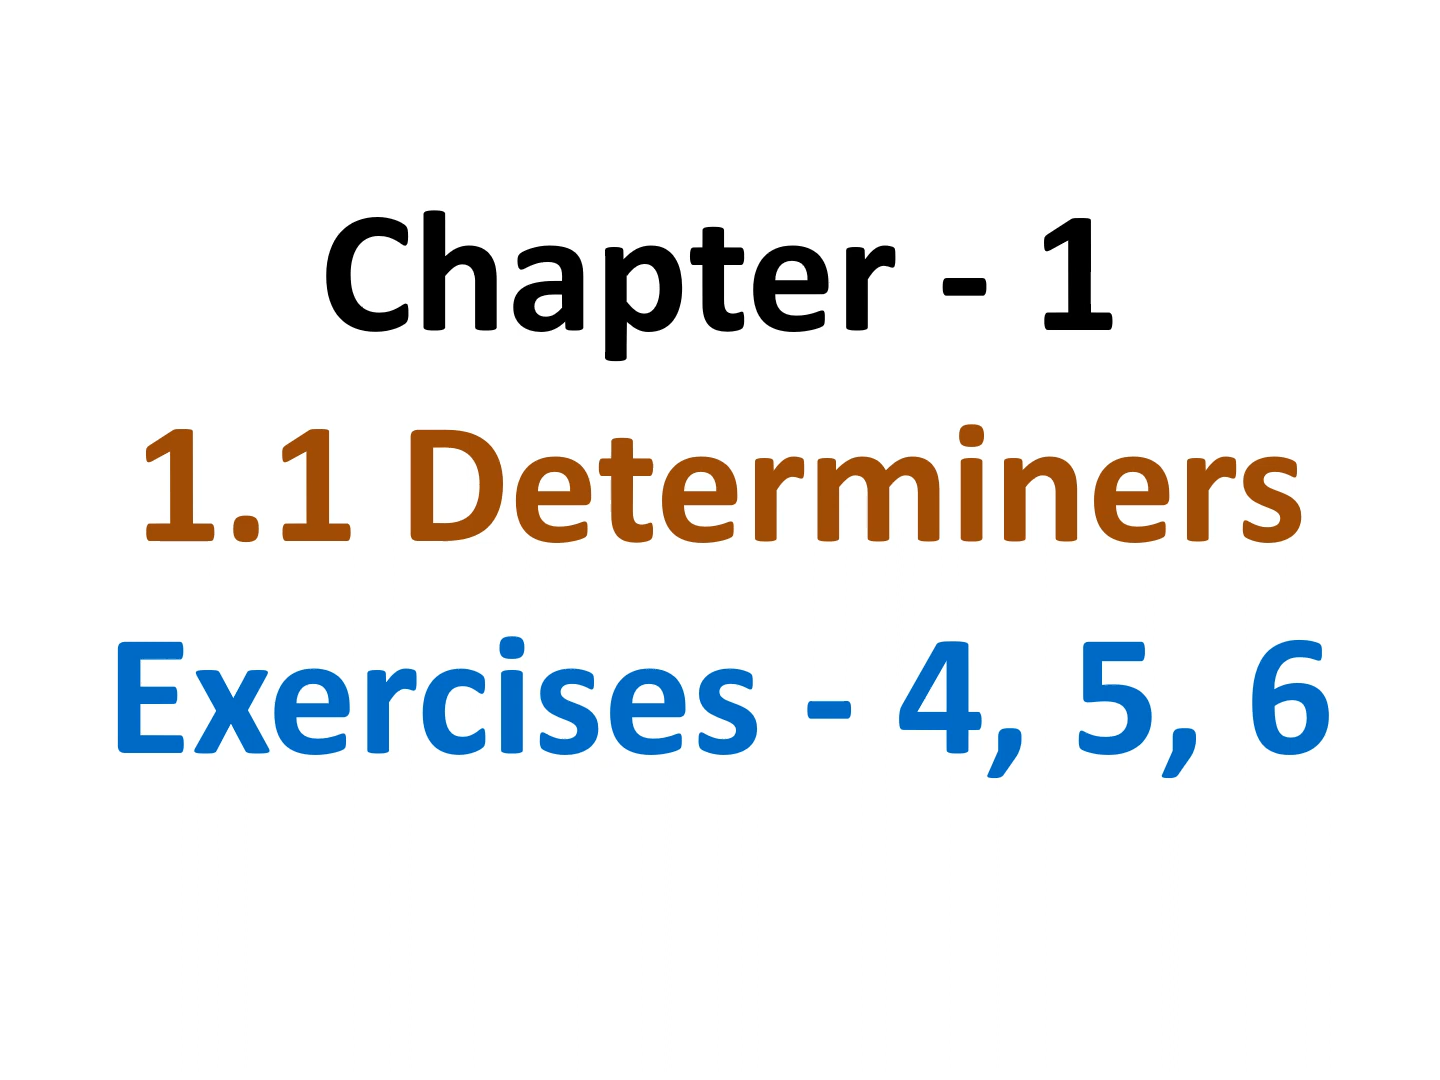 Chapter - 1
1.1 Determiners
Exercises - 4, 5, 6